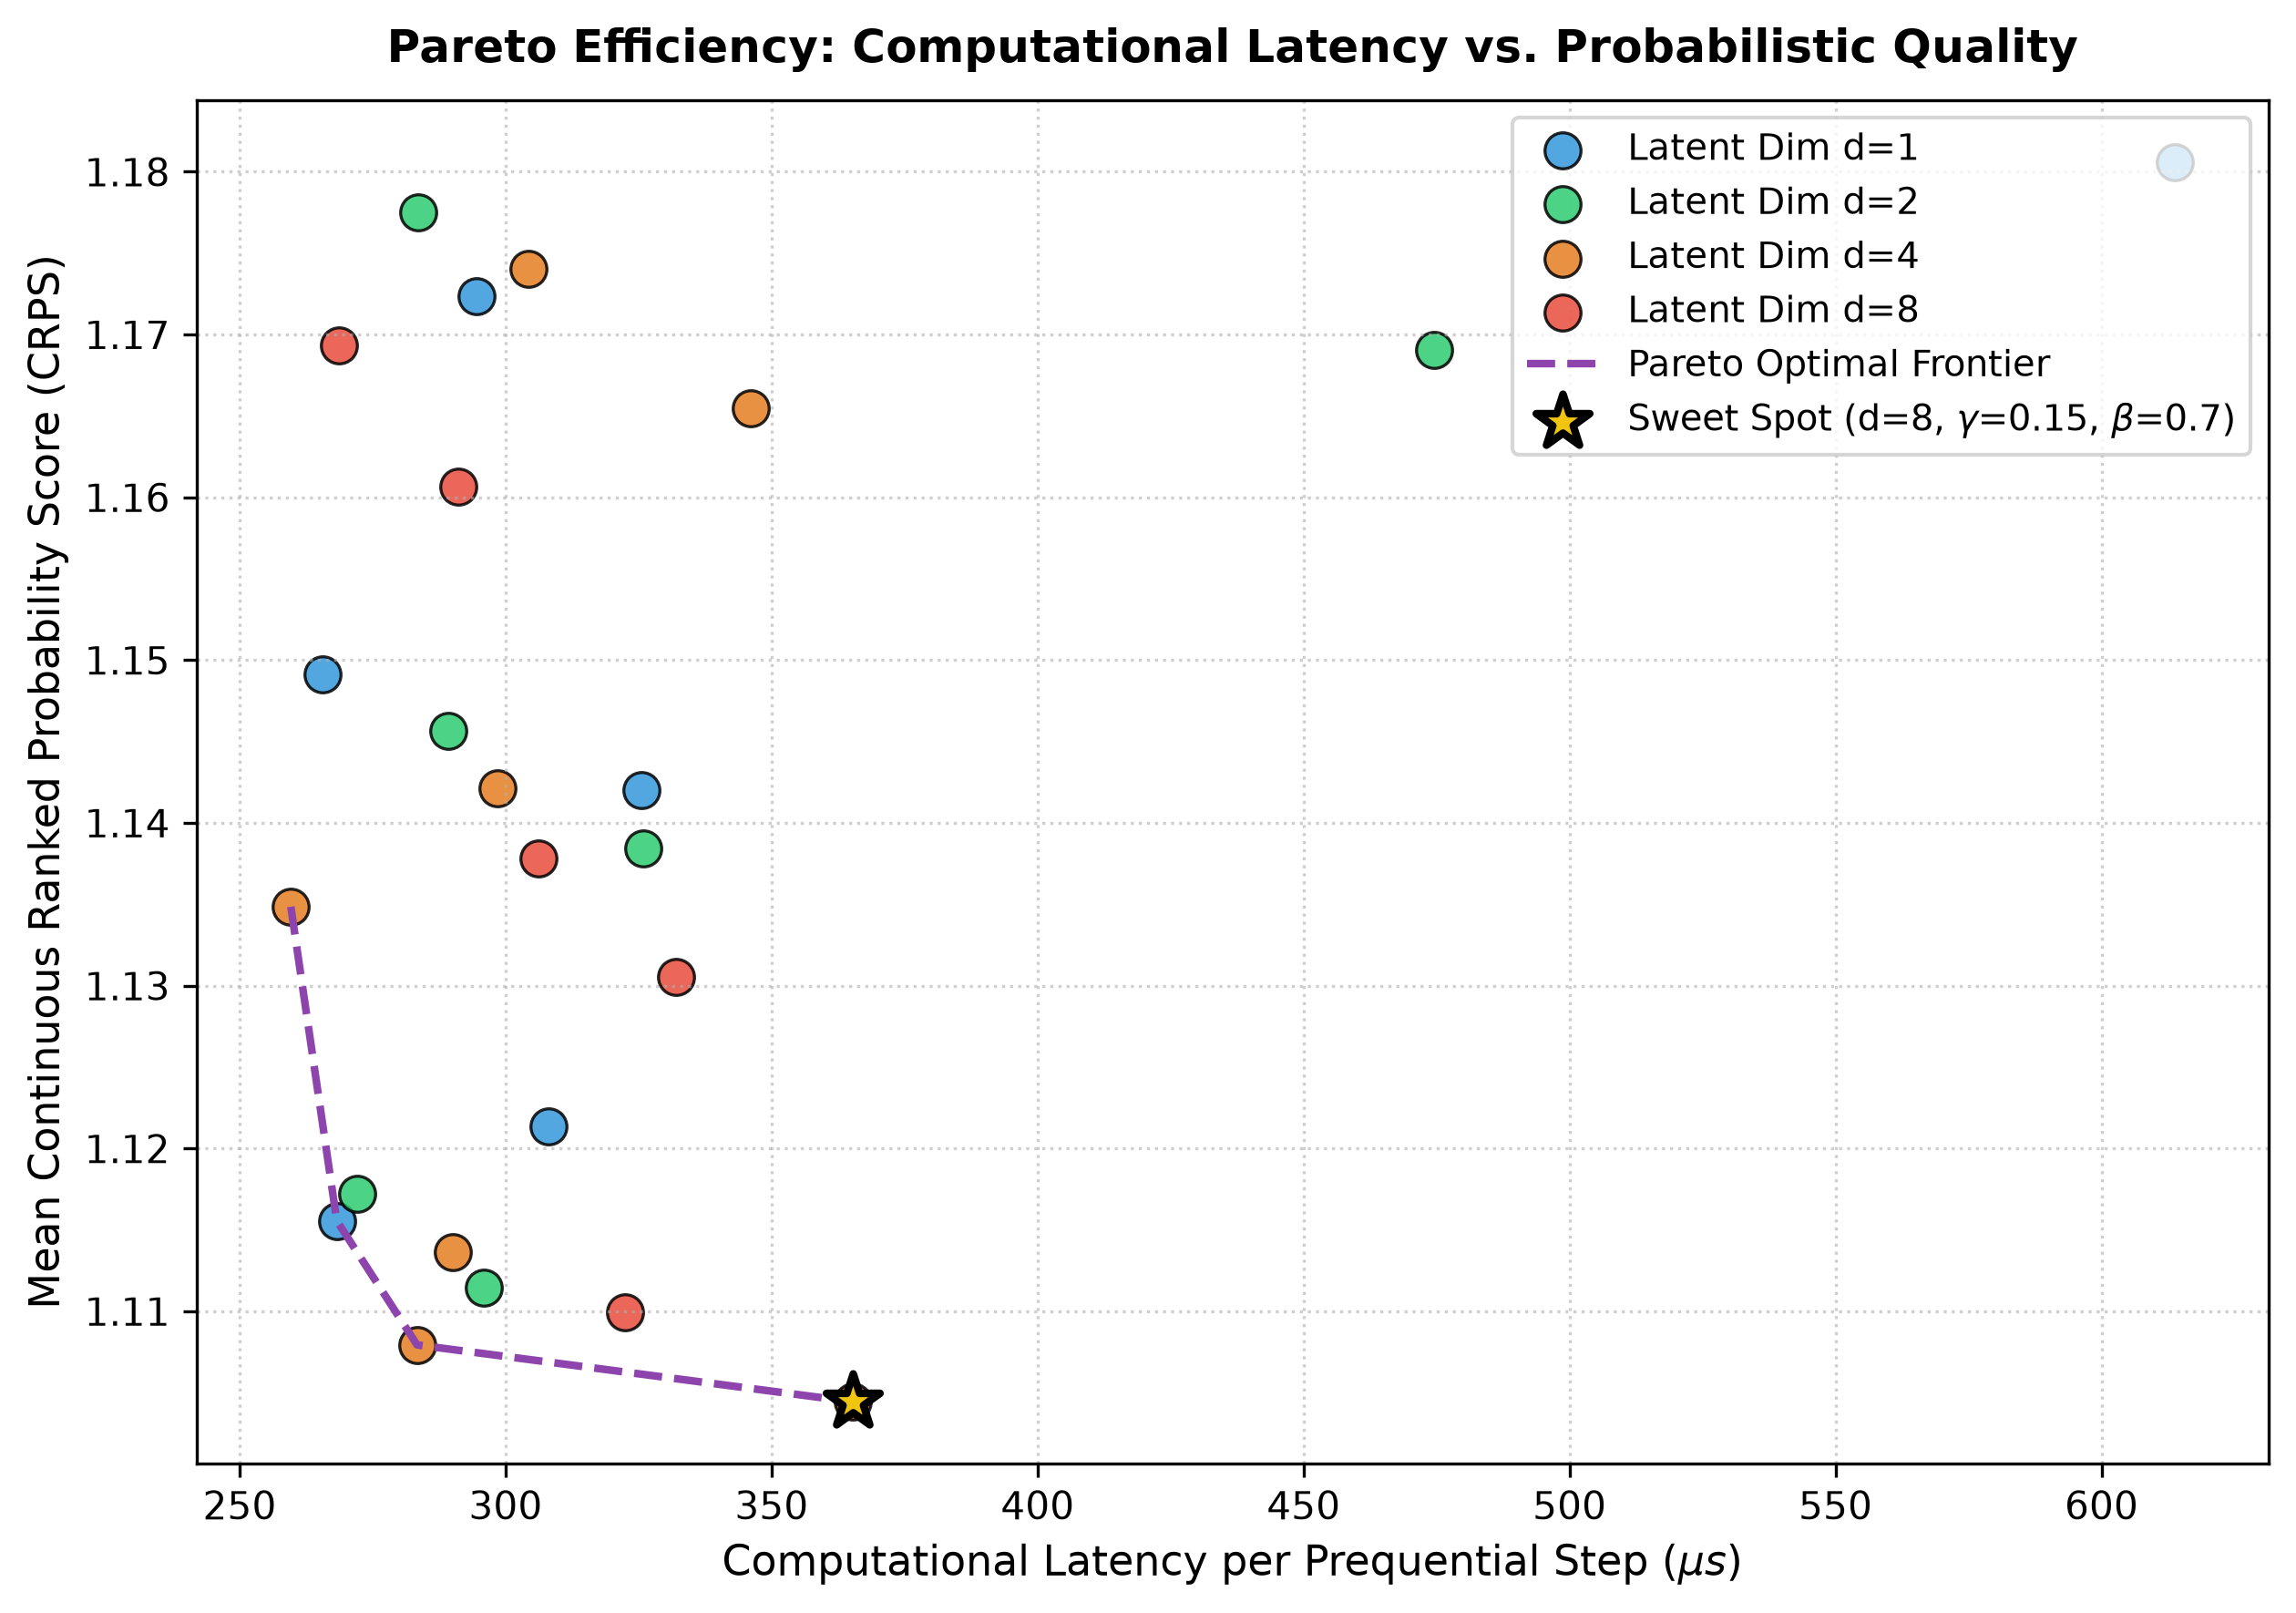 Pareto Efficiency: Computational Latency vs. Probabilistic Quality
Mean Continuous Ranked Probability Score (CRPS)
1.18
1.17
1.16
1.15
1.14
1.13
1.12
1.11
Latent Dim d=1
Latent Dim d=2
Latent Dim d=4
Latent Dim d=8
Pareto Optimal Frontier
Sweet Spot (d=8, γ=0.15, β=0.7)
250 300 350 400 450 500 550 600
Computational Latency per Prequential Step (μs)